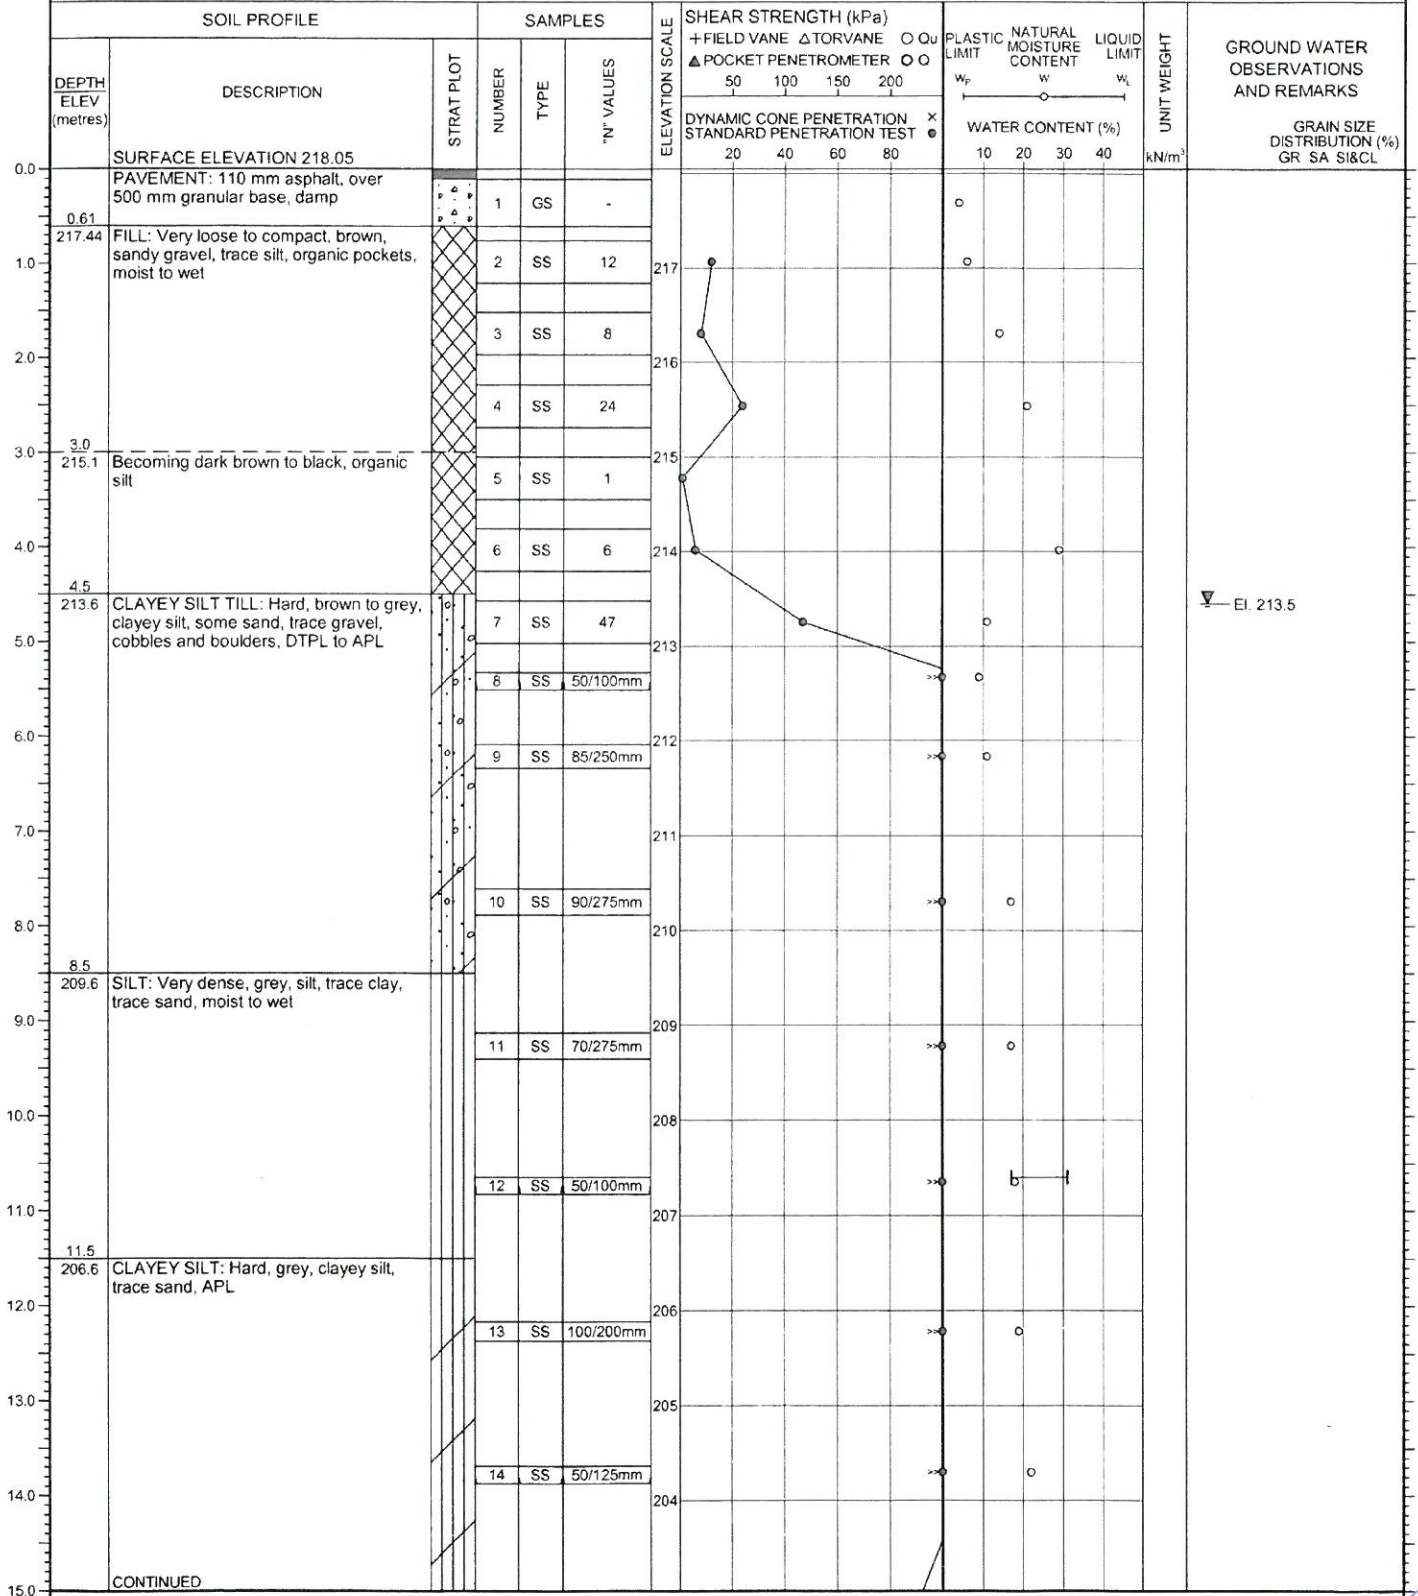 SOIL PROFILE
SAMPLES
ELEVATION SCALE
SHEAR STRENGTH (kPa)
+FIELD VANE △TORVANE ○ Qu
▲POCKET PENETROMETER ○ Q
50 100 150 200
DYNAMIC CONE PENETRATION ×
STANDARD PENETRATION TEST ●
20 40 60 80
PLASTIC LIMIT
NATURAL MOISTURE CONTENT
LIQUID LIMIT
WP W WL
WATER CONTENT (%)
10 20 30 40
UNIT WEIGHT
kN/m³
GROUND WATER
OBSERVATIONS
AND REMARKS
GRAIN SIZE
DISTRIBUTION (%)
GR SA SI&CL
DEPTH
ELEV
(metres)
DESCRIPTION
STRAT PLOT
NUMBER
TYPE
"N" VALUES
SURFACE ELEVATION 218.05
0.0
PAVEMENT: 110 mm asphalt, over
500 mm granular base, damp
1 GS -
0.61
217.44 FILL: Very loose to compact, brown,
sandy gravel, trace silt, organic pockets,
moist to wet
1.0
2 SS 12
217
3 SS 8
2.0
216
4 SS 24
3.0
3.0
215
215.1 Becoming dark brown to black, organic
silt
5 SS 1
4.0
6 SS 6
214
4.5
213.6 CLAYEY SILT TILL: Hard, brown to grey,
clayey silt, some sand, trace gravel,
cobbles and boulders, DTPL to APL
El. 213.5
7 SS 47
5.0
213
8 SS 50/100mm
>>
6.0
212
9 SS 85/250mm
>>
7.0
211
10 SS 90/275mm
>>
8.0
210
8.5
209.6 SILT: Very dense, grey, silt, trace clay,
trace sand, moist to wet
9.0
209
11 SS 70/275mm
>>
10.0
208
12 SS 50/100mm
>>
11.0
207
11.5
206.6 CLAYEY SILT: Hard, grey, clayey silt,
trace sand, APL
12.0
206
13 SS 100/200mm
>>
13.0
205
14 SS 50/125mm
>>
14.0
204
CONTINUED
15.0